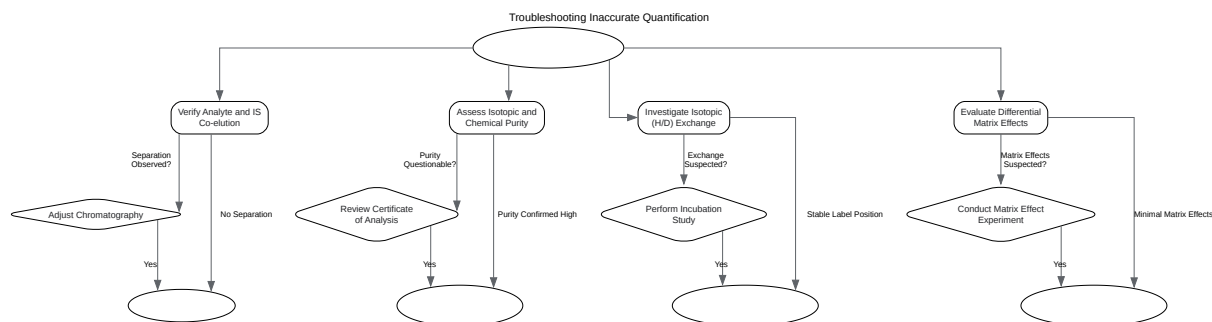 Troubleshooting Inaccurate Quantification
Verify Analyte and IS
Co-elution
Assess Isotopic and
Chemical Purity
Investigate Isotopic
(H/D) Exchange
Evaluate Differential
Matrix Effects
Separation
Observed?
Purity
Questionable?
Exchange
Suspected?
Matrix Effects
Suspected?
Adjust Chromatography
No Separation
Review Certificate
of Analysis
Purity Confirmed High
Perform Incubation
Study
Stable Label Position
Conduct Matrix Effect
Experiment
Minimal Matrix Effects
Yes
Yes
Yes
Yes